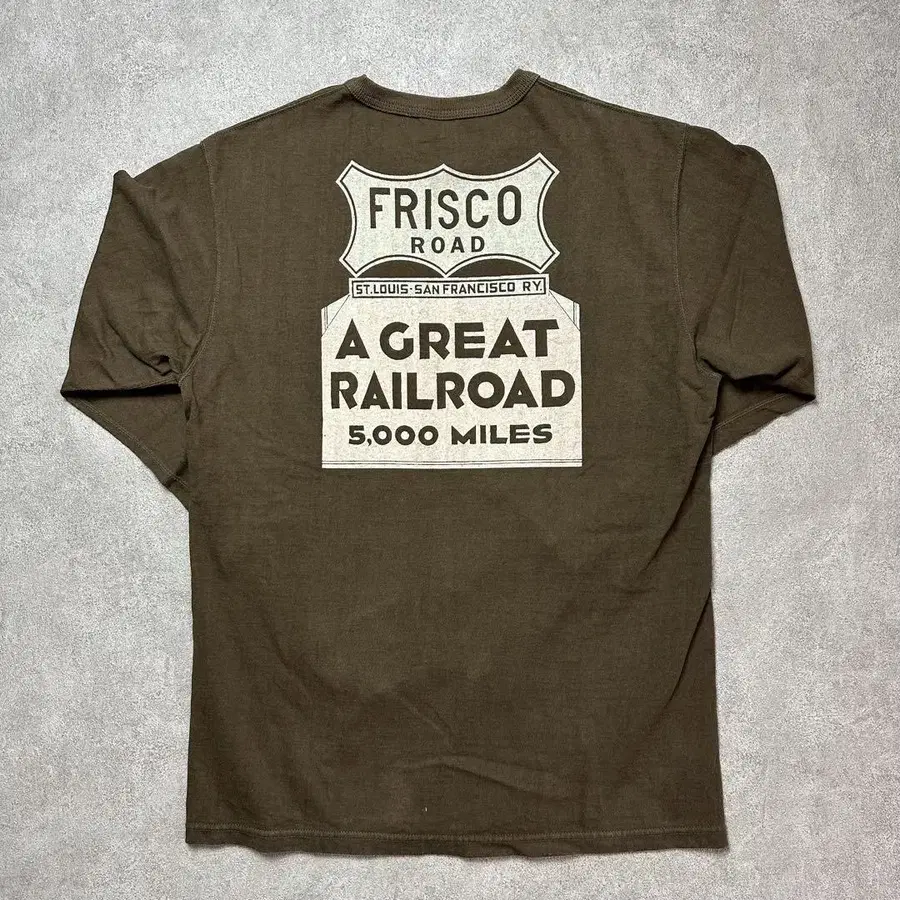 FRISCO
ROAD
ST.LOUIS-SAN FRANCISCO RY.
A GREAT
RAILROAD
5,000 MILES